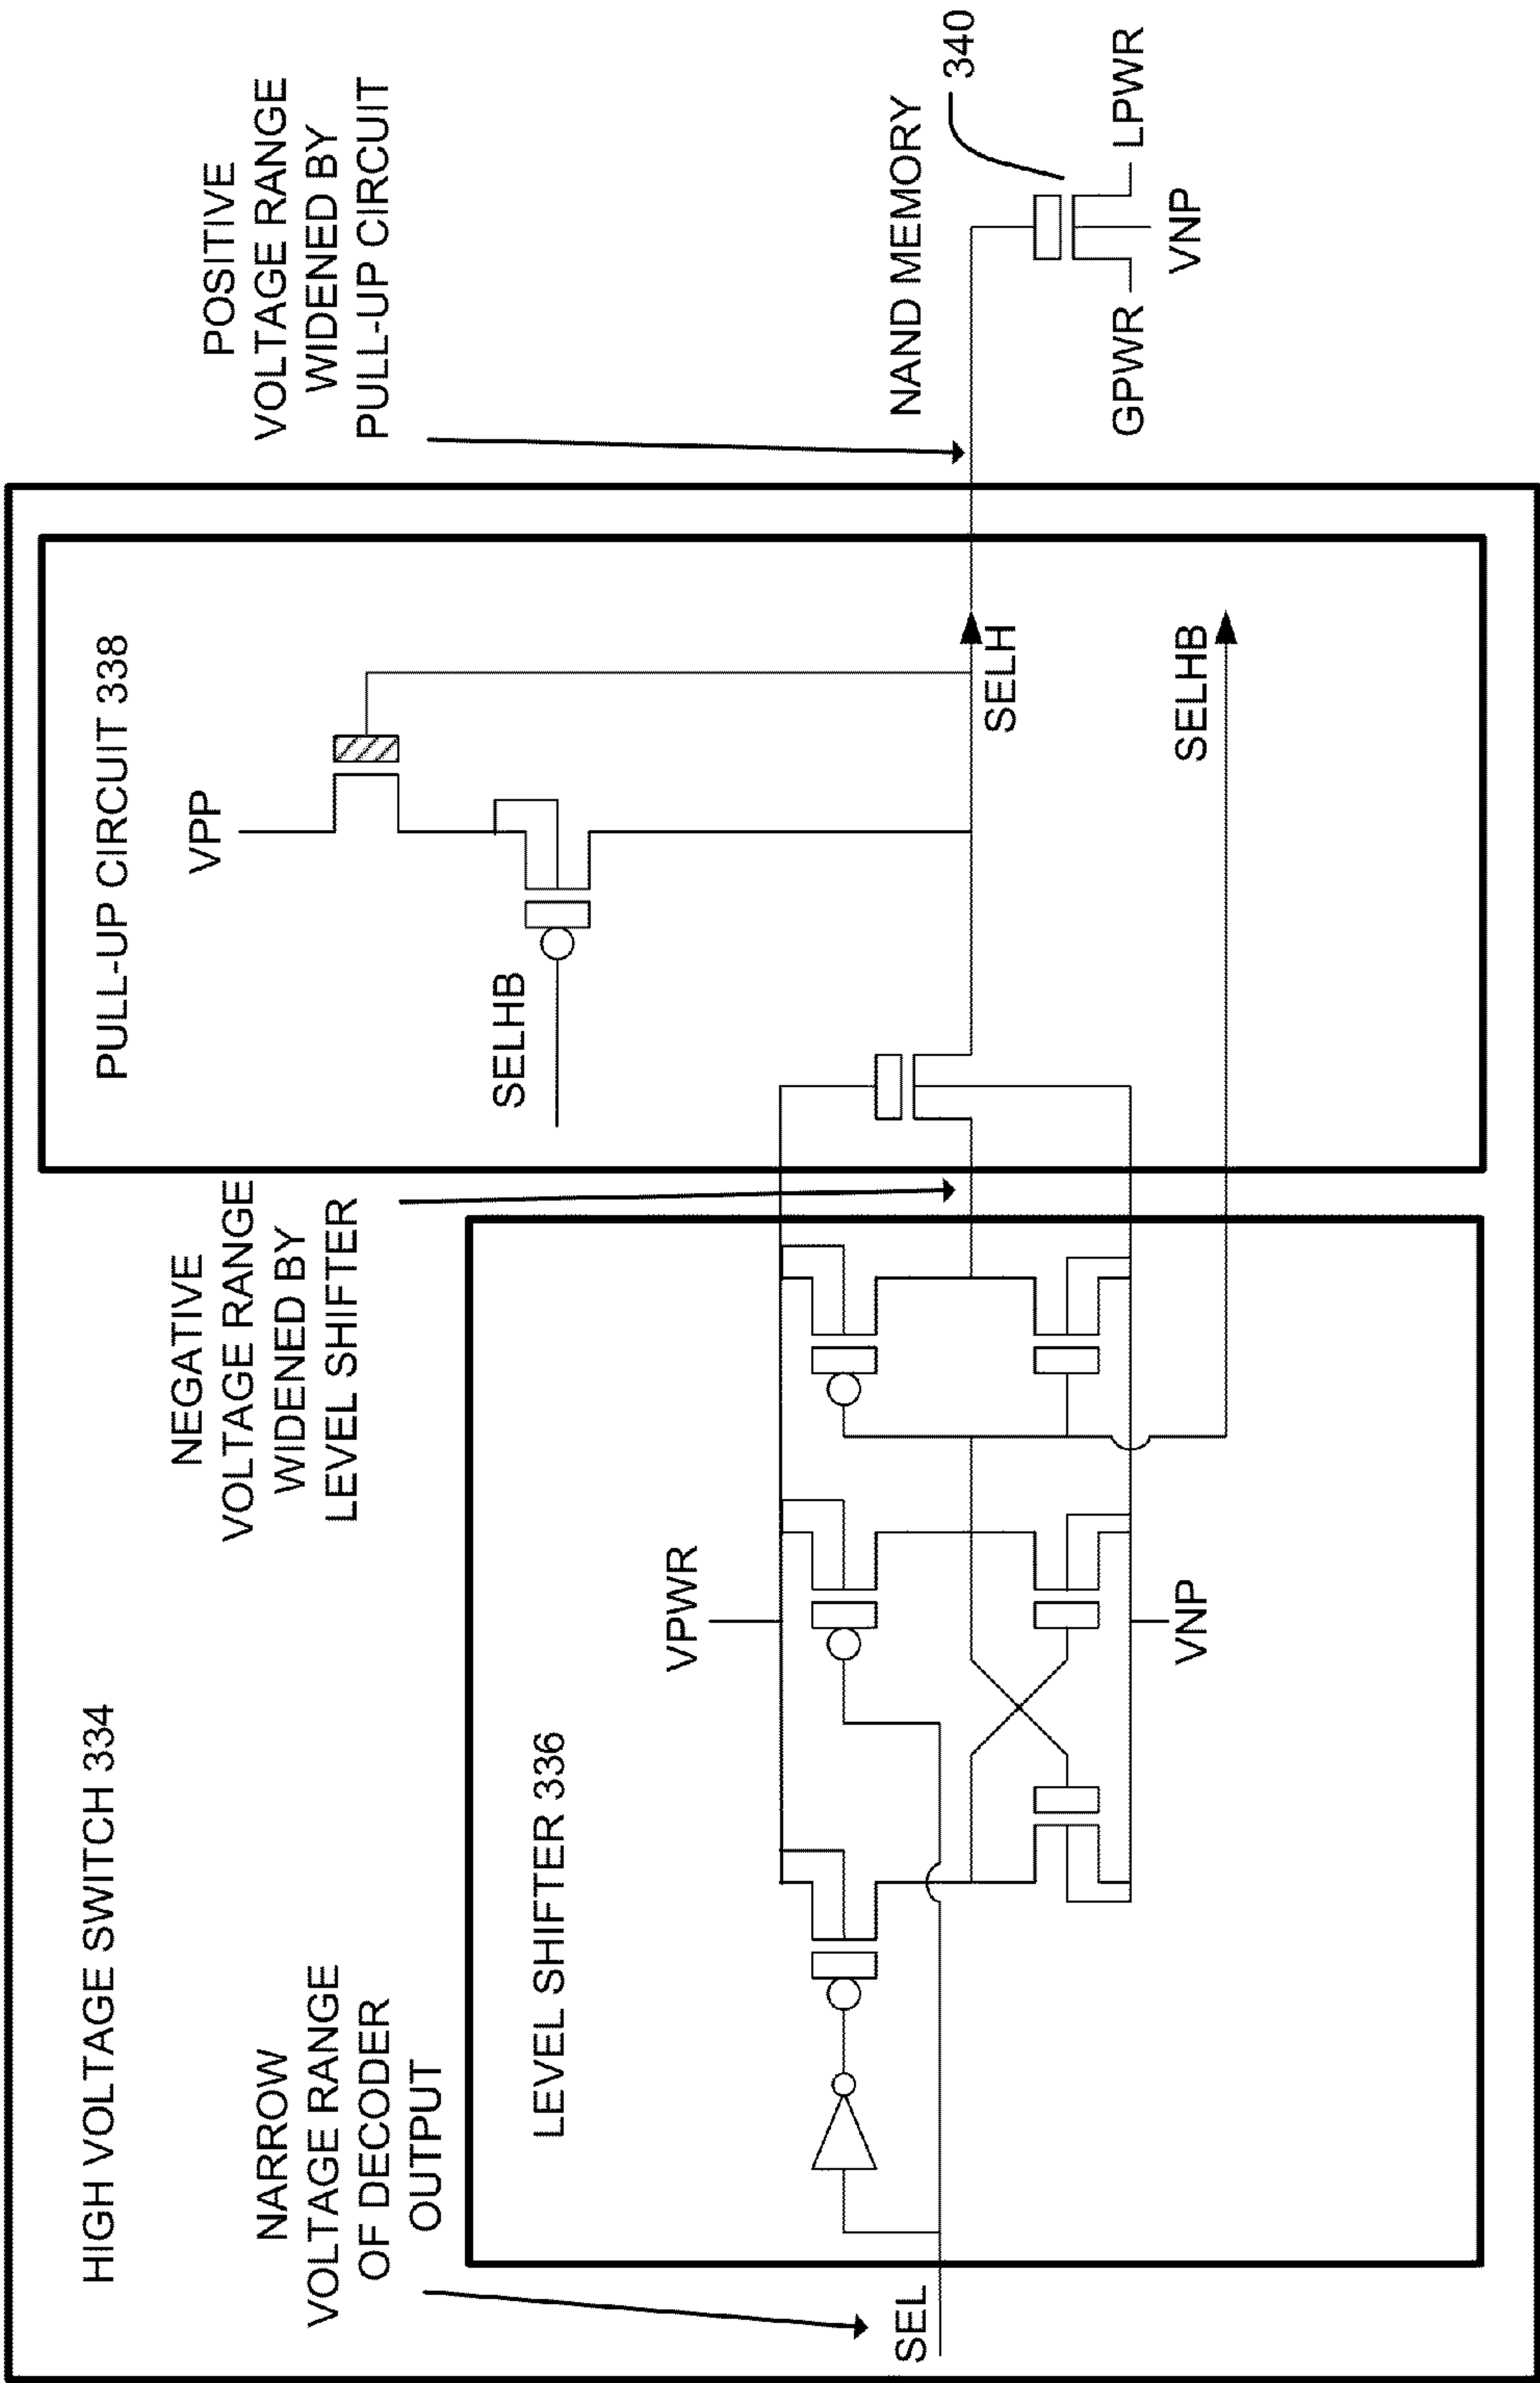 HIGH VOLTAGE SWITCH 334
NARROW
VOLTAGE RANGE
OF DECODER
OUTPUT
SEL
LEVEL SHIFTER 336
VPWR
VNP
NEGATIVE
VOLTAGE RANGE
WIDENED BY
LEVEL SHIFTER
PULL-UP CIRCUIT 338
VPP
SELHB
SELH
SELHB
POSITIVE
VOLTAGE RANGE
WIDENED BY
PULL-UP CIRCUIT
NAND MEMORY
340
GPWR
LPWR
VNP